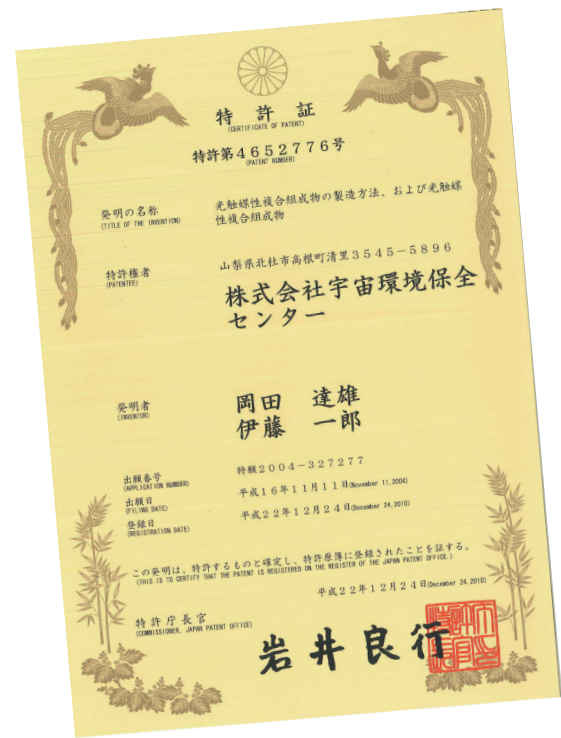 特許証
(CERTIFICATE OF PATENT)
特許第4652776号
(PATENT NUMBER)
発明の名称
(TITLE OF THE INVENTION)
光触媒性複合組成物の製造方法、および光触媒
性複合組成物
特許権者
(PATENTEE)
山梨県北杜市高根町清里3545-5896
株式会社宇宙環境保全
センター
発明者
(INVENTOR)
岡田 達雄
伊藤 一郎
出願番号
(APPLICATION NUMBER)
特願2004-327277
出願日
(FILING DATE)
平成16年11月11日(November 11,2004)
登録日
(REGISTRATION DATE)
平成22年12月24日(December 24,2010)
この発明は、特許するものと確定し、特許原簿に登録されたことを証する。
(THIS IS TO CERTIFY THAT THE PATENT IS REGISTERED ON THE REGISTER OF THE JAPAN PATENT OFFICE.)
平成22年12月24日(December 24,2010)
特許庁長官
(COMMISSIONER, JAPAN PATENT OFFICE)
岩井良行